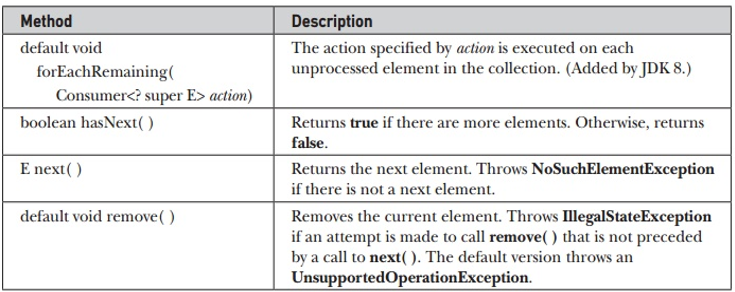 Method Description
default void
forEachRemaining(
Consumer<? super E> action)
The action specified by action is executed on each
unprocessed element in the collection. (Added by JDK 8.)
boolean hasNext( )
Returns true if there are more elements. Otherwise, returns
false.
E next( )
Returns the next element. Throws NoSuchElementException
if there is not a next element.
default void remove( )
Removes the current element. Throws IllegalStateException
if an attempt is made to call remove( ) that is not preceded
by a call to next( ). The default version throws an
UnsupportedOperationException.